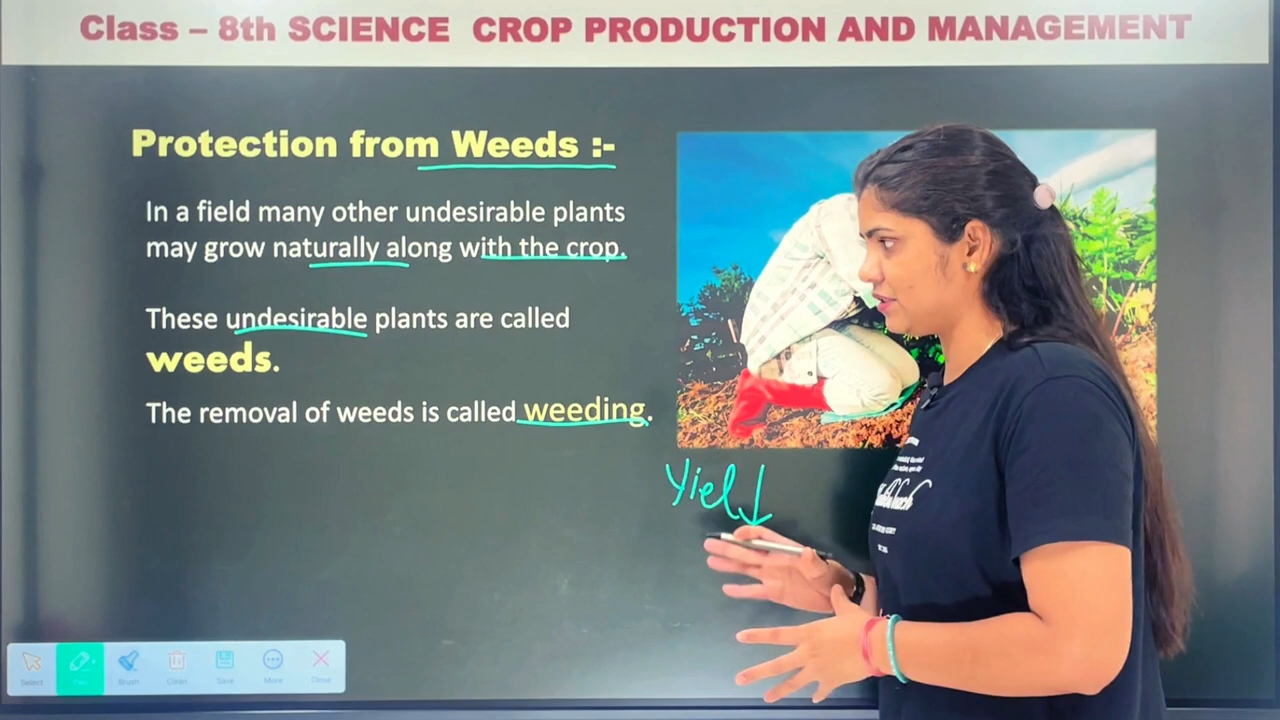 Class – 8th SCIENCE CROP PRODUCTION AND MANAGEMENT
Protection from Weeds :-
In a field many other undesirable plants
may grow naturally along with the crop.
These undesirable plants are called
weeds.
The removal of weeds is called weeding.
Yiel↓
Select
Pen
Brush
Clean
Save
More
Close